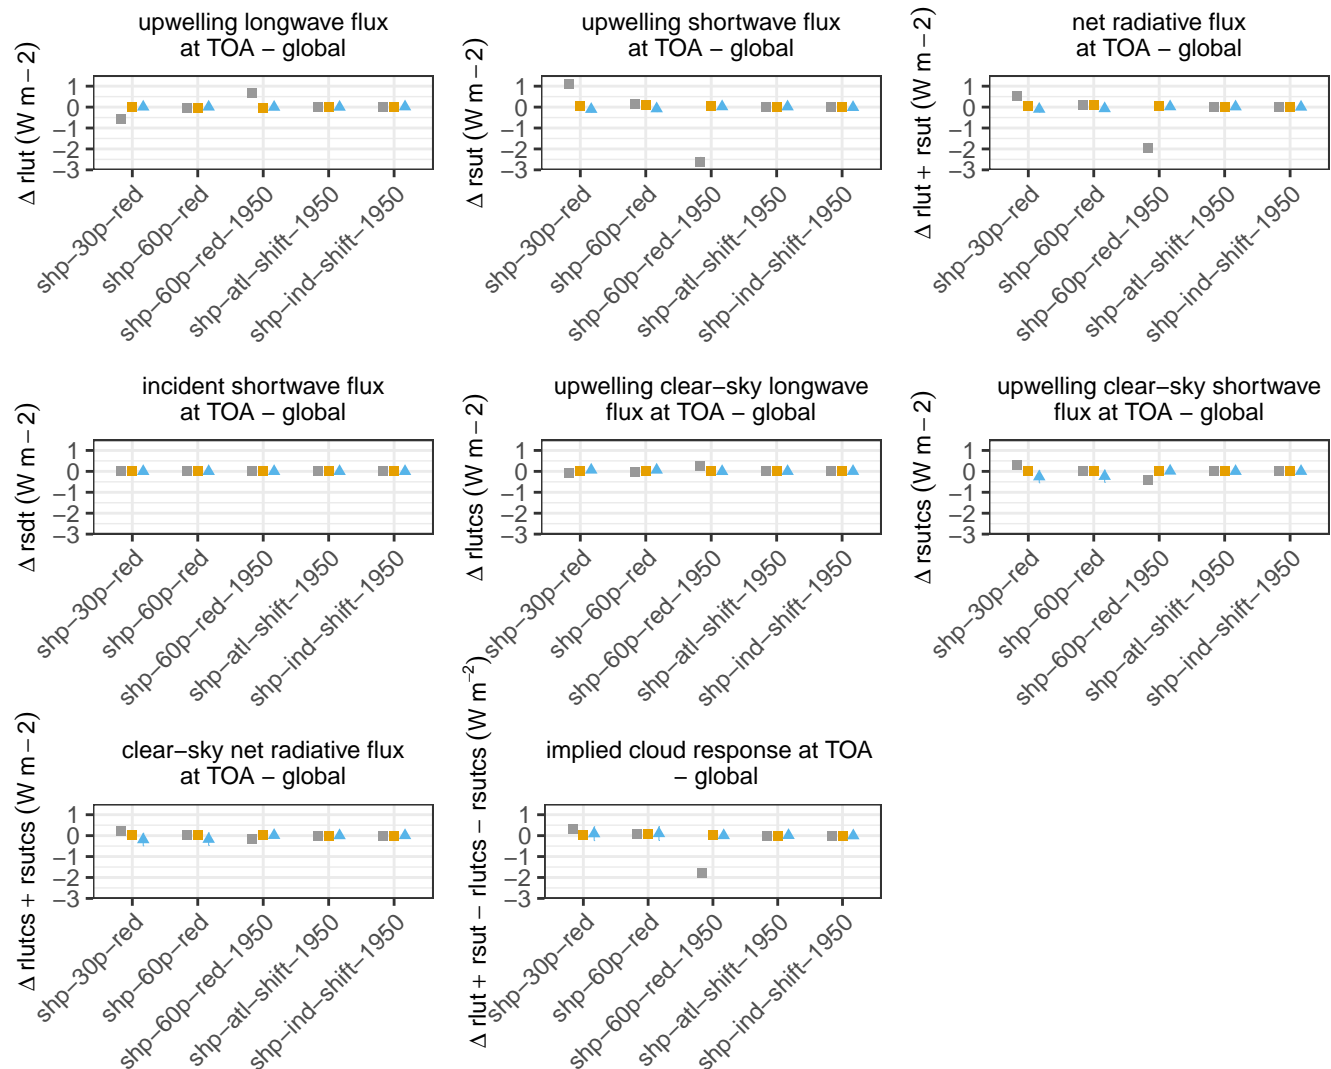 upwelling longwave flux
at TOA − global
Δ rlut (W m−2)
1
0
−1
−2
−3
shp−30p−red
shp−60p−red
shp−60p−red−1950
shp−atl−shift−1950
shp−ind−shift−1950
upwelling shortwave flux
at TOA − global
Δ rsut (W m−2)
1
0
−1
−2
−3
shp−30p−red
shp−60p−red
shp−60p−red−1950
shp−atl−shift−1950
shp−ind−shift−1950
net radiative flux
at TOA − global
Δ rlut + rsut (W m−2)
1
0
−1
−2
−3
shp−30p−red
shp−60p−red
shp−60p−red−1950
shp−atl−shift−1950
shp−ind−shift−1950
incident shortwave flux
at TOA − global
Δ rsdt (W m−2)
1
0
−1
−2
−3
shp−30p−red
shp−60p−red
shp−60p−red−1950
shp−atl−shift−1950
shp−ind−shift−1950
upwelling clear−sky longwave
flux at TOA − global
Δ rlutcs (W m−2)
1
0
−1
−2
−3
shp−30p−red
shp−60p−red
shp−60p−red−1950
shp−atl−shift−1950
shp−ind−shift−1950
upwelling clear−sky shortwave
flux at TOA − global
Δ rsutcs (W m−2)
1
0
−1
−2
−3
shp−30p−red
shp−60p−red
shp−60p−red−1950
shp−atl−shift−1950
shp−ind−shift−1950
clear−sky net radiative flux
at TOA − global
Δ rlutcs + rsutcs (W m−2)
1
0
−1
−2
−3
shp−30p−red
shp−60p−red
shp−60p−red−1950
shp−atl−shift−1950
shp−ind−shift−1950
implied cloud response at TOA
− global
Δ rlut + rsut − rlutcs − rsutcs (W m⁻²)
1
0
−1
−2
−3
shp−30p−red
shp−60p−red
shp−60p−red−1950
shp−atl−shift−1950
shp−ind−shift−1950